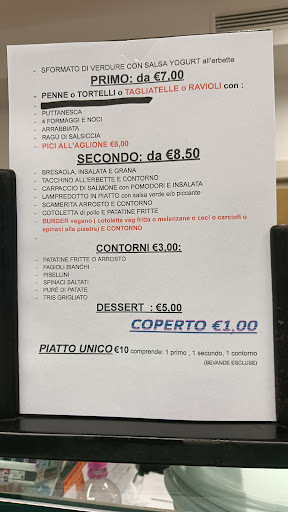 - SFORMATO DI VERDURE CON SALSA YOGURT all'erbette
PRIMO: da €7,00
- PENNE o TORTELLI o TAGLIATELLE o RAVIOLI con :
- PUTTANESCA
- 4 FORMAGGI E NOCI
- ARRABBIATA
- RAGÙ DI SALSICCIA
- PICI ALL'AGLIONE €8,00
SECONDO: da €8.50
- BRESAOLA, INSALATA E GRANA
- TACCHINO ALL'ERBETTE E CONTORNO
- CARPACCIO DI SALMONE con POMODORI E INSALATA
- LAMPREDOTTO IN PIATTO con salsa verde e/o piccante
- SCAMERITA ARROSTO E CONTORNO
- COTOLETTA di pollo E PATATINE FRITTE
- BURGER vegano ( cotoletta veg fritta o melanzane o ceci o carciofi o
spinaci alla piastra) E CONTORNO
CONTORNI €3.00:
- PATATINE FRITTE O ARROSTO
- FAGIOLI BIANCHI
- PISELLINI
- SPINACI SALTATI
- PURÈ DI PATATE
- TRIS GRIGLIATO
DESSERT : €5,00
COPERTO €1,00
PIATTO UNICO €10 comprende: 1 primo , 1 secondo, 1 contorno
(BEVANDE ESCLUSE)